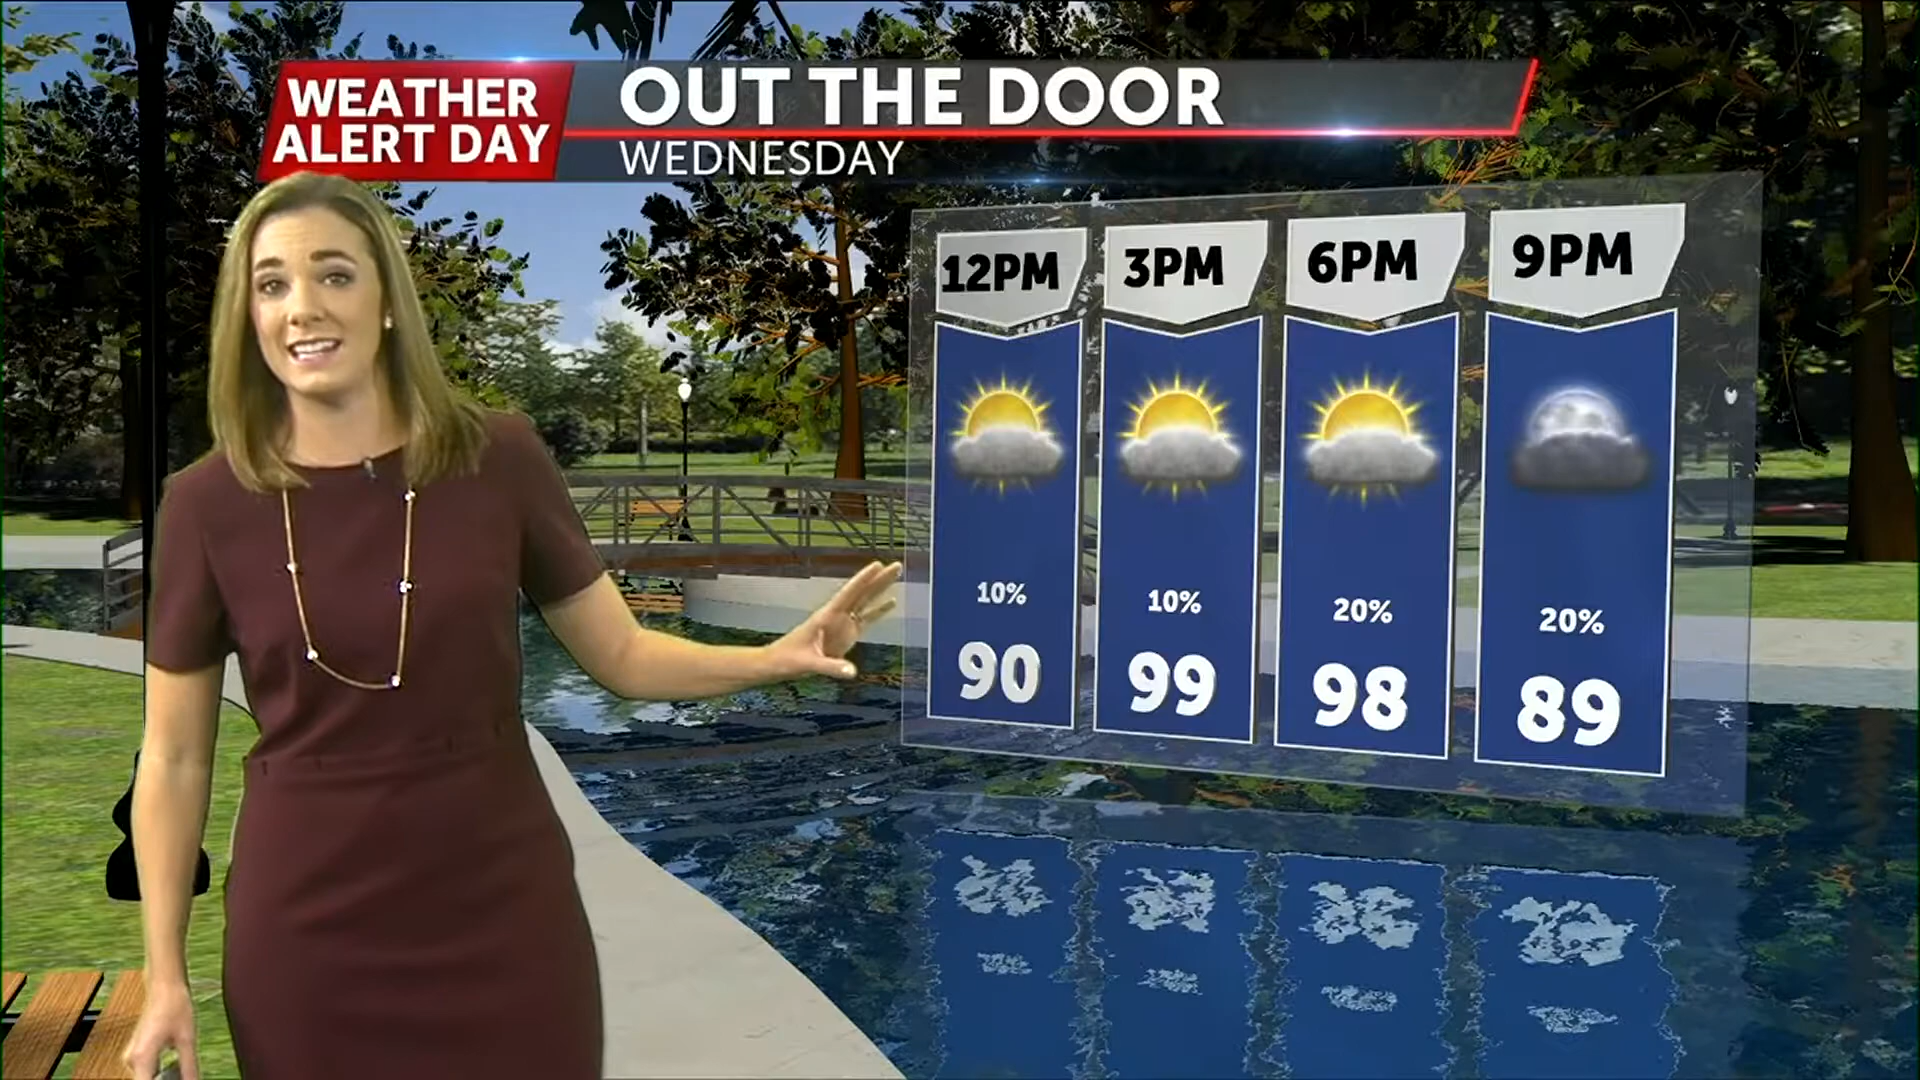 WEATHER
ALERT DAY
OUT THE DOOR
WEDNESDAY
12PM 3PM 6PM 9PM
10% 10% 20% 20%
90 99 98 89